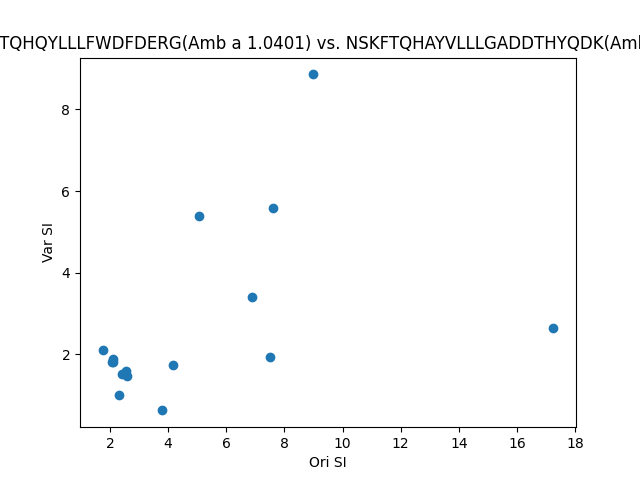 TQHQYLLLFWDFDERG(Amb a 1.0401) vs. NSKFTQHAYVLLLGADDTHYQDK(Aml
Var SI
8
6
4
2
2 4 6 8 10 12 14 16 18
Ori SI